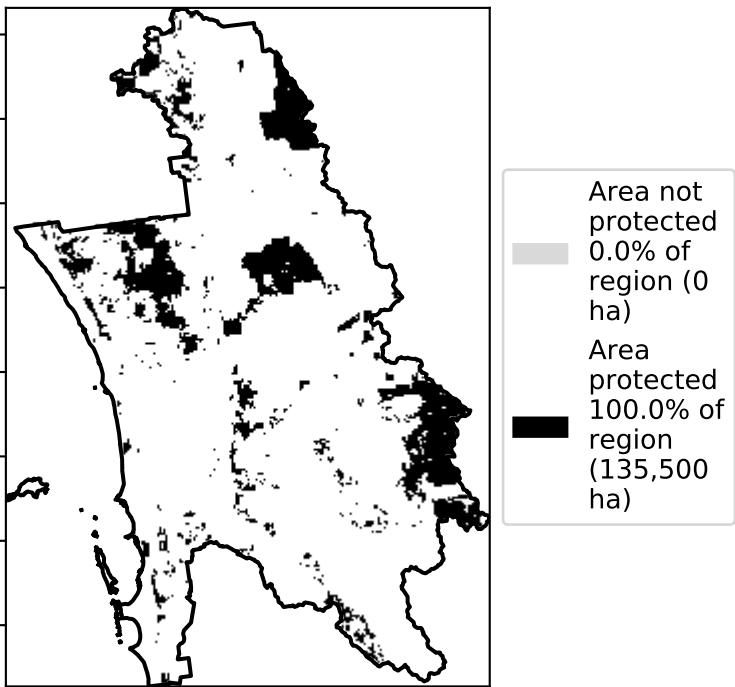 Area not
protected
0.0% of
region (0
ha)
Area
protected
100.0% of
region
(135,500
ha)